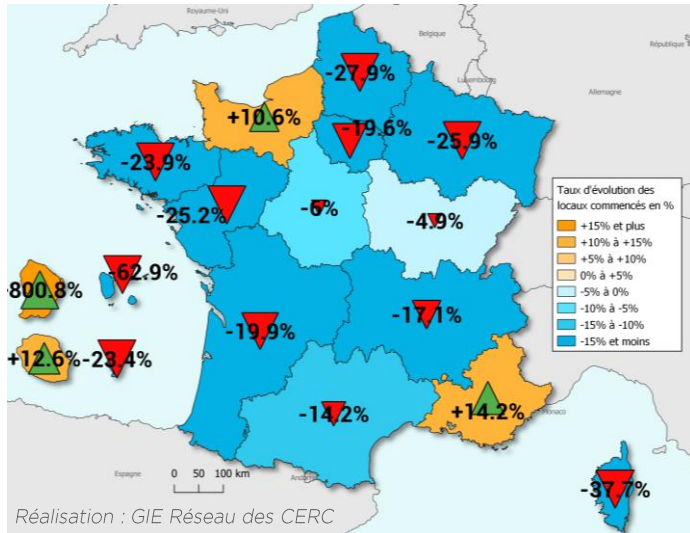 Royaume-Uni
Belgique
République
Luxembourg
Allemagne
-27.9%
+10.6%
-19.6%
-25.9%
-23.9%
-25.2%
-6%
-4.9%
Taux d'évolution des
locaux commencés en %
+15% et plus
+10% à +15%
+5% à +10%
0% à +5%
-5% à 0%
-10% à -5%
-15% à -10%
-15% et moins
-62.9%
800.8%
-19.9%
-17.1%
+12.6%
-23.4%
-14.2%
+14.2%
Monaco
Espagne
0 50 100 km
-37.7%
Réalisation : GIE Réseau des CERC